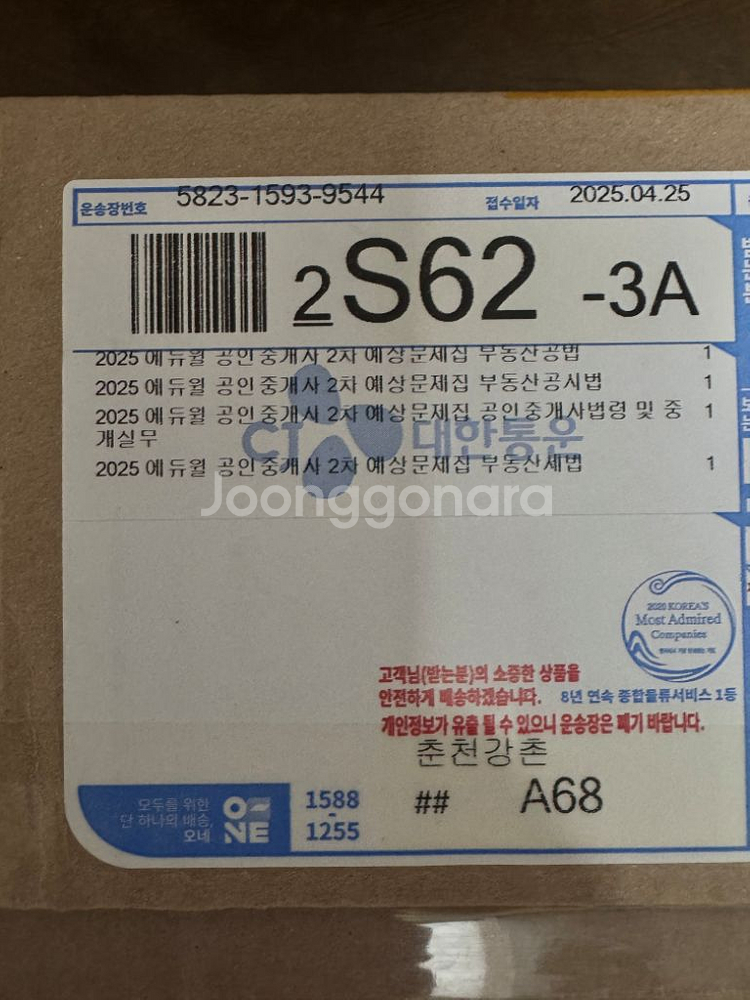 운송장번호 5823-1593-9544 접수일자 2025.04.25
2S62 -3A
2025 에듀윌 공인중개사 2차 예상문제집 부동산공법 1
2025 에듀윌 공인중개사 2차 예상문제집 부동산공시법 1
2025 에듀윌 공인중개사 2차 예상문제집 공인중개사법령 및 중 1
개실무
CJ 대한통운
2025 에듀윌 공인중개사 2차 예상문제집 부동산세법 1
Joonggonara
2020 KOREA'S
Most Admired
Companies
고객님(받는분)의 소중한 상품을
안전하게 배송하겠습니다. 8년 연속 종합물류서비스 1등
개인정보가 유출 될 수 있으니 운송장은 폐기 바랍니다.
춘천강촌
모두를 위한
단 하나의 배송,
오네
ONE
1588
-
1255
## A68